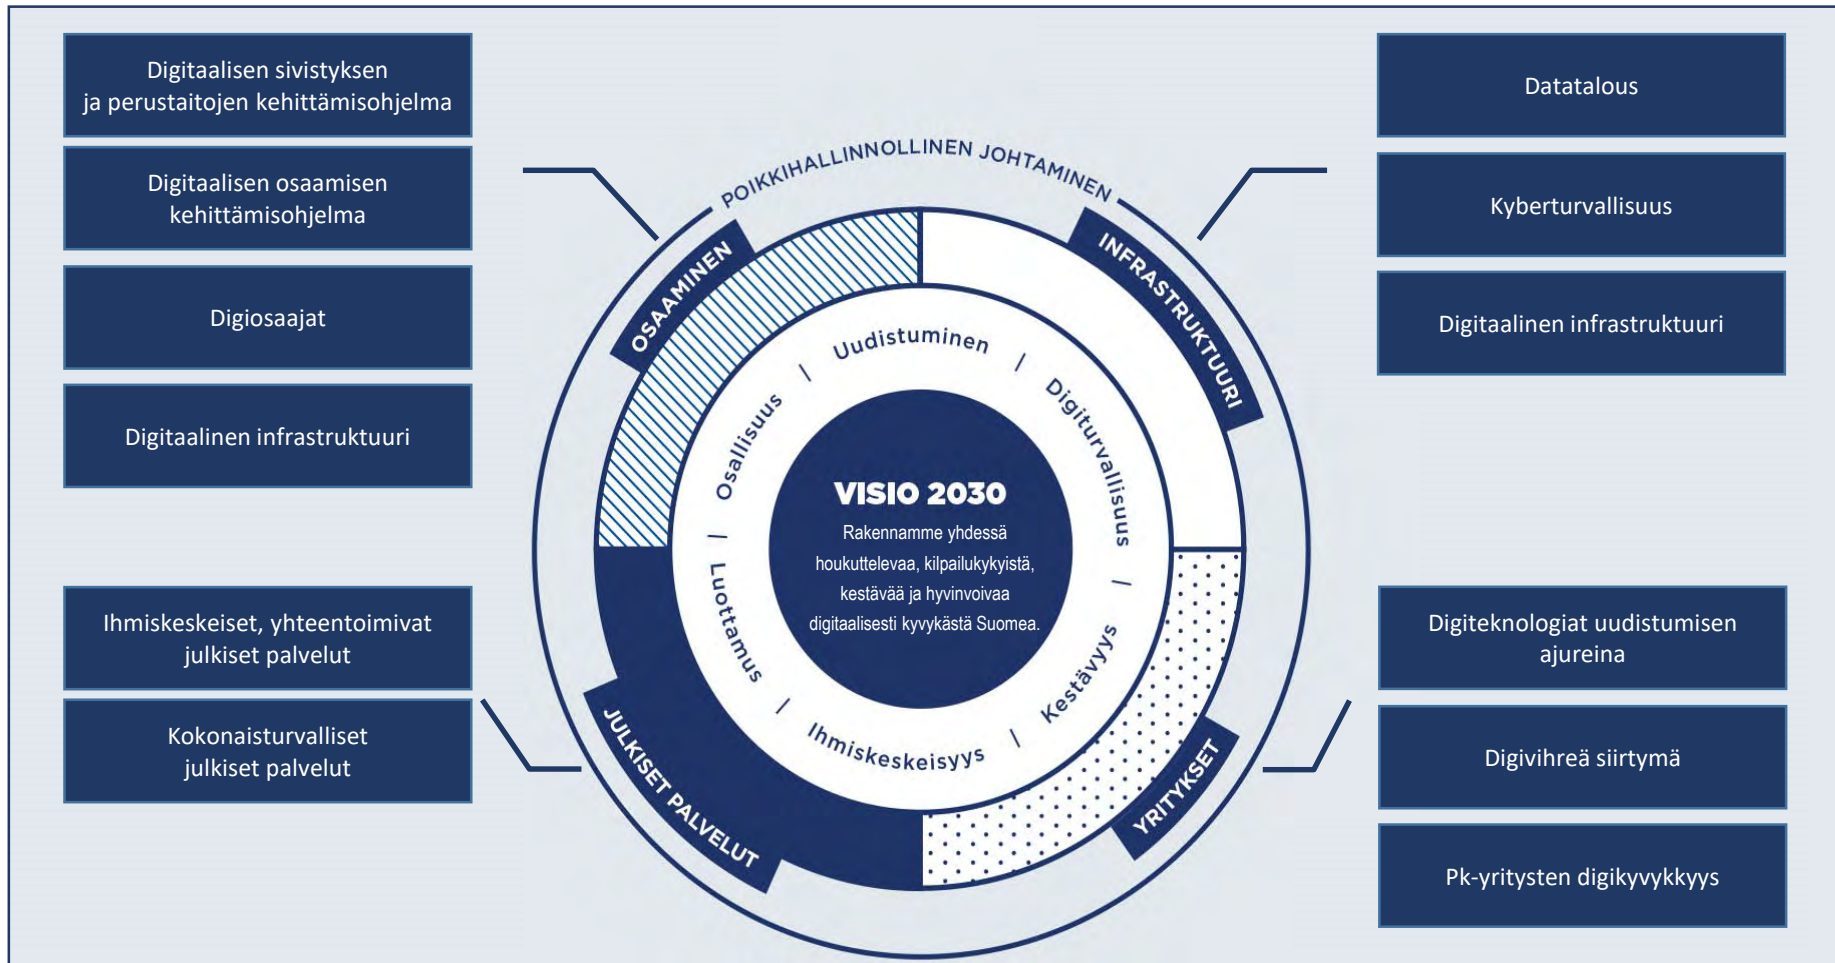 Digitaalisen sivistyksen
ja perustaitojen kehittämisohjelma
Digitaalisen osaamisen
kehittämisohjelma
Digiosaajat
Digitaalinen infrastruktuuri
Ihmiskeskeiset, yhteentoimivat
julkiset palvelut
Kokonaisturvalliset
julkiset palvelut
POIKKIHALLINNOLLINEN JOHTAMINEN
OSAAMINEN
INFRASTRUKTUURI
YRITYKSET
JULKISET PALVELUT
Uudistuminen
|
Digiturvallisuus
|
Kestävyys
|
Ihmiskeskeisyys
|
Luottamus
|
Osallisuus
|
VISIO 2030
Rakennamme yhdessä
houkuttelevaa, kilpailukykyistä,
kestävää ja hyvinvoivaa
digitaalisesti kyvykästä Suomea.
Datatalous
Kyberturvallisuus
Digitaalinen infrastruktuuri
Digiteknologiat uudistumisen
ajureina
Digivihreä siirtymä
Pk-yritysten digikyvykkyys